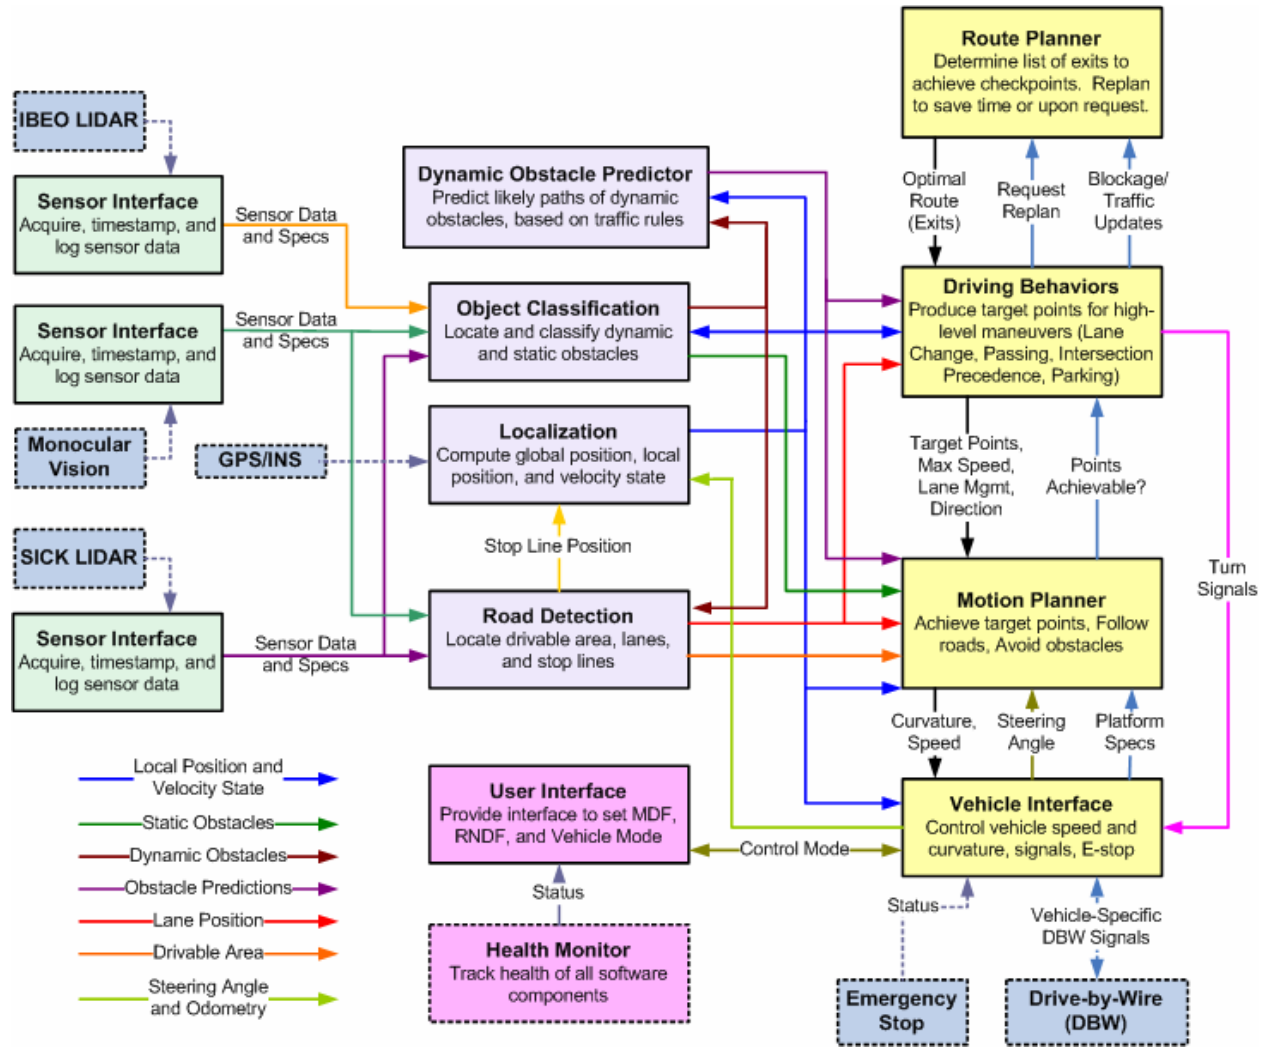 Route Planner
Determine list of exits to
achieve checkpoints.  Replan
to save time or upon request.
IBEO LIDAR
Sensor Interface
Acquire, timestamp, and
log sensor data
Sensor Data
and Specs
Dynamic Obstacle Predictor
Predict likely paths of dynamic
obstacles, based on traffic rules
Optimal
Route
(Exits)
Request
Replan
Blockage/
Traffic
Updates
Sensor Interface
Acquire, timestamp, and
log sensor data
Sensor Data
and Specs
Object Classification
Locate and classify dynamic
and static obstacles
Driving Behaviors
Produce target points for high-
level maneuvers (Lane
Change, Passing, Intersection
Precedence, Parking)
Monocular
Vision
GPS/INS
Localization
Compute global position, local
position, and velocity state
Target Points,
Max Speed,
Lane Mgmt,
Direction
Points
Achievable?
SICK LIDAR
Stop Line Position
Turn
Signals
Sensor Interface
Acquire, timestamp, and
log sensor data
Sensor Data
and Specs
Road Detection
Locate drivable area, lanes,
and stop lines
Motion Planner
Achieve target points, Follow
roads, Avoid obstacles
Curvature,
Speed
Steering
Angle
Platform
Specs
Local Position and
Velocity State
Static Obstacles
Dynamic Obstacles
Obstacle Predictions
Lane Position
Drivable Area
Steering Angle
and Odometry
User Interface
Provide interface to set MDF,
RNDF, and Vehicle Mode
Control Mode
Vehicle Interface
Control vehicle speed and
curvature, signals, E-stop
Status
Health Monitor
Track health of all software
components
Status
Vehicle-Specific
DBW Signals
Emergency
Stop
Drive-by-Wire
(DBW)